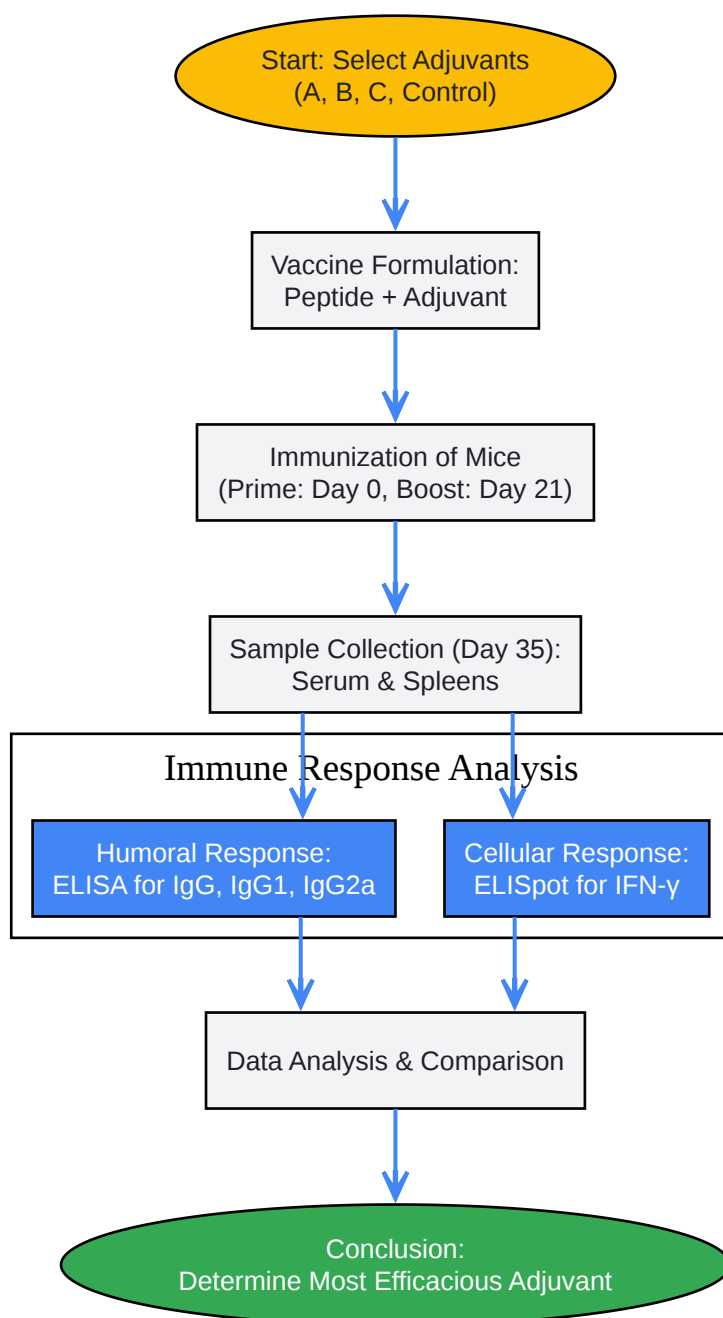 Start: Select Adjuvants
(A, B, C, Control)
Vaccine Formulation:
Peptide + Adjuvant
Immunization of Mice
(Prime: Day 0, Boost: Day 21)
Sample Collection (Day 35):
Serum & Spleens
Immune Response Analysis
Humoral Response:
ELISA for IgG, IgG1, IgG2a
Cellular Response:
ELISpot for IFN-γ
Data Analysis & Comparison
Conclusion:
Determine Most Efficacious Adjuvant